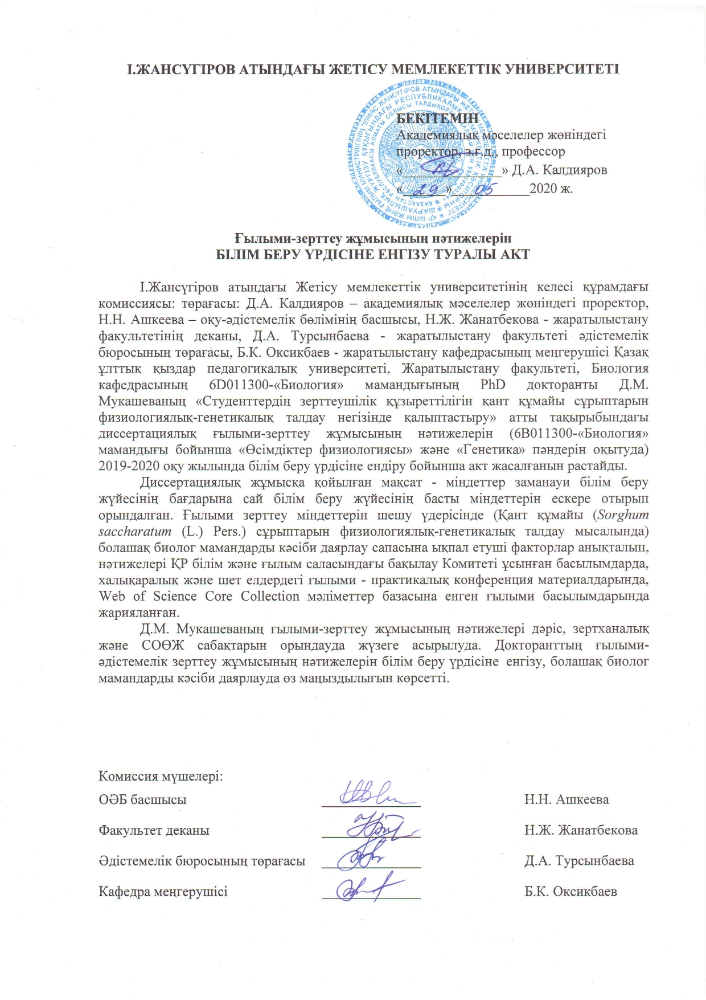 І.ЖАНСҮГІРОВ АТЫНДАҒЫ ЖЕТІСУ МЕМЛЕКЕТТІК УНИВЕРСИТЕТІ
БЕКІТЕМІН
Академиялық мәселелер жөніндегі
проректор, э.ғ.д., профессор
«______________» Д.А. Калдияров
«__29__»____05____2020 ж.
Ғылыми-зерттеу жұмысының нәтижелерін
БІЛІМ БЕРУ ҮРДІСІНЕ ЕНГІЗУ ТУРАЛЫ АКТ
І.Жансүгіров атындағы Жетісу мемлекеттік университетінің келесі құрамдағы
комиссиясы: төрағасы: Д.А. Калдияров – академиялық мәселелер жөніндегі проректор,
Н.Н. Ашкеева – оқу-әдістемелік бөлімінің басшысы, Н.Ж. Жанатбекова - жаратылыстану
факультетінің деканы, Д.А. Турсынбаева - жаратылыстану факультеті әдістемелік
бюросының төрағасы, Б.К. Оксикбаев - жаратылыстану кафедрасының меңгерушісі Қазақ
ұлттық қыздар педагогикалық университеті, Жаратылыстану факультеті, Биология
кафедрасының 6D011300-«Биология» мамандығының PhD докторанты Д.М.
Мукашеваның «Студенттердің зерттеушілік құзыреттілігін қант құмайы сұрыптарын
физиологиялық-генетикалық талдау негізінде қалыптастыру» атты тақырыбындағы
диссертациялық ғылыми-зерттеу жұмысының нәтижелерін (6В011300-«Биология»
мамандығы бойынша «Өсімдіктер физиологиясы» және «Генетика» пәндерін оқытуда)
2019-2020 оқу жылында білім беру үрдісіне ендіру бойынша акт жасалғанын растайды.
Диссертациялық жұмысқа қойылған мақсат - міндеттер заманауи білім беру
жүйесінің бағдарына сай білім беру жүйесінің басты міндеттерін ескере отырып
орындалған. Ғылыми зерттеу міндеттерін шешу үдерісінде (Қант құмайы (Sorghum
saccharatum (L.) Pers.) сұрыптарын физиологиялық-генетикалық талдау мысалында)
болашақ биолог мамандарды кәсіби даярлау сапасына ықпал етуші факторлар анықталып,
нәтижелері ҚР білім және ғылым саласындағы бақылау Комитеті ұсынған басылымдарда,
халықаралық және шет елдердегі ғылыми - практикалық конференция материалдарында,
Web of Science Core Collection мәліметтер базасына енген ғылыми басылымдарында
жарияланған.
Д.М. Мукашеваның ғылыми-зерттеу жұмысының нәтижелері дәріс, зертханалық
және СОӨЖ сабақтарын орындауда жүзеге асырылуда. Докторанттың ғылыми-
әдістемелік зерттеу жұмысының нәтижелерін білім беру үрдісіне енгізу, болашақ биолог
мамандарды кәсіби даярлауда өз маңыздылығын көрсетті.
Комиссия мүшелері:
ОӘБ басшысы ______________ Н.Н. Ашкеева
Факультет деканы ______________ Н.Ж. Жанатбекова
Әдістемелік бюросының төрағасы ______________ Д.А. Турсынбаева
Кафедра меңгерушісі ______________ Б.К. Оксикбаев